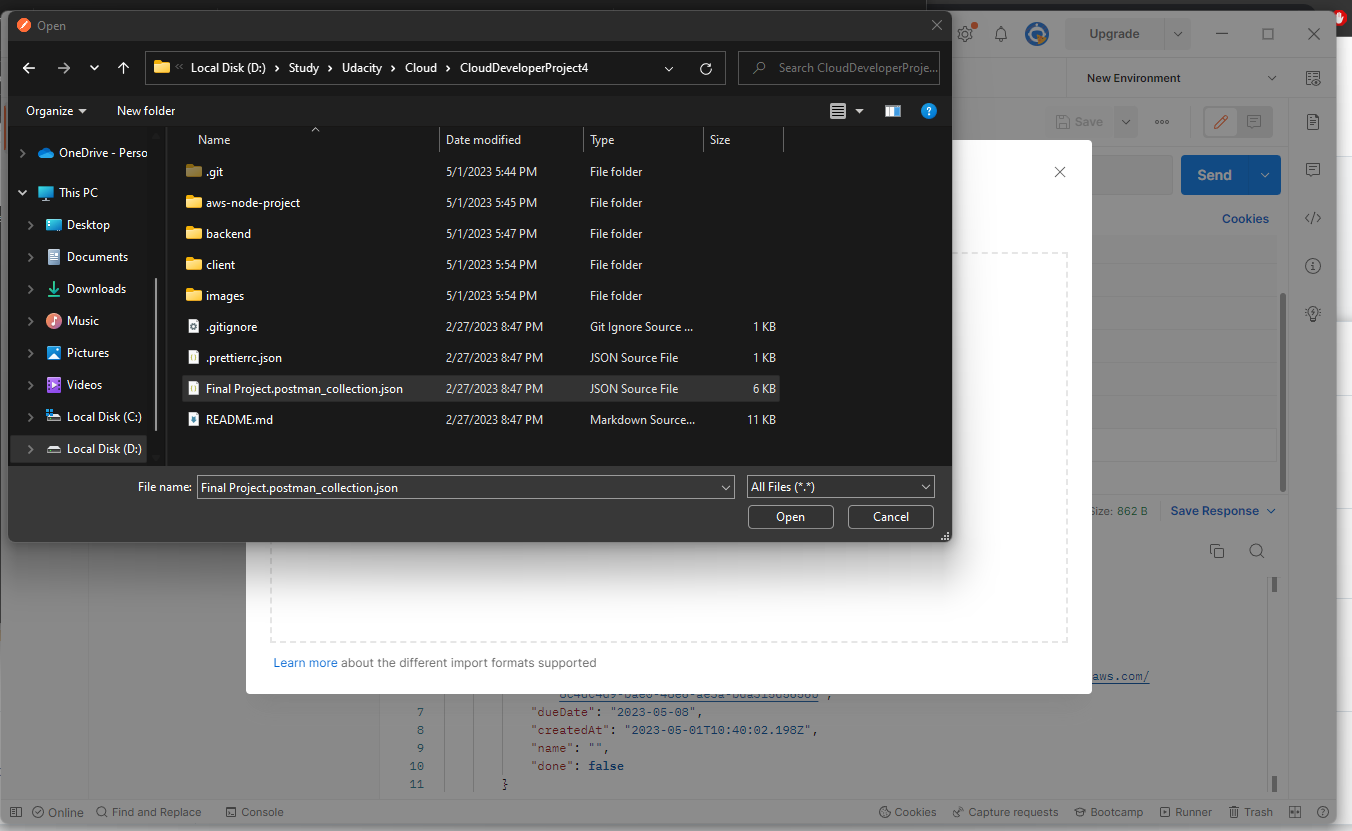 Open
Local Disk (D:) › Study › Udacity › Cloud › CloudDeveloperProject4
Search CloudDeveloperProje...
Organize
New folder
OneDrive - Perso
This PC
Desktop
Documents
Downloads
Music
Pictures
Videos
Local Disk (C:)
Local Disk (D:)
Name Date modified Type Size
.git 5/1/2023 5:44 PM File folder
aws-node-project 5/1/2023 5:45 PM File folder
backend 5/1/2023 5:47 PM File folder
client 5/1/2023 5:54 PM File folder
images 5/1/2023 5:54 PM File folder
.gitignore 2/27/2023 8:47 PM Git Ignore Source ... 1 KB
.prettierrc.json 2/27/2023 8:47 PM JSON Source File 1 KB
Final Project.postman_collection.json 2/27/2023 8:47 PM JSON Source File 6 KB
README.md 2/27/2023 8:47 PM Markdown Source... 11 KB
File name: Final Project.postman_collection.json All Files (*.*)
Open Cancel
Upgrade
New Environment
Save
Send
Cookies
Size: 862 B Save Response
Learn more about the different import formats supported
aws.com/
7 "dueDate": "2023-05-08",
8 "createdAt": "2023-05-01T10:40:02.198Z",
9 "name": "",
10 "done": false
11 }
Online Find and Replace Console Cookies Capture requests Bootcamp Runner Trash